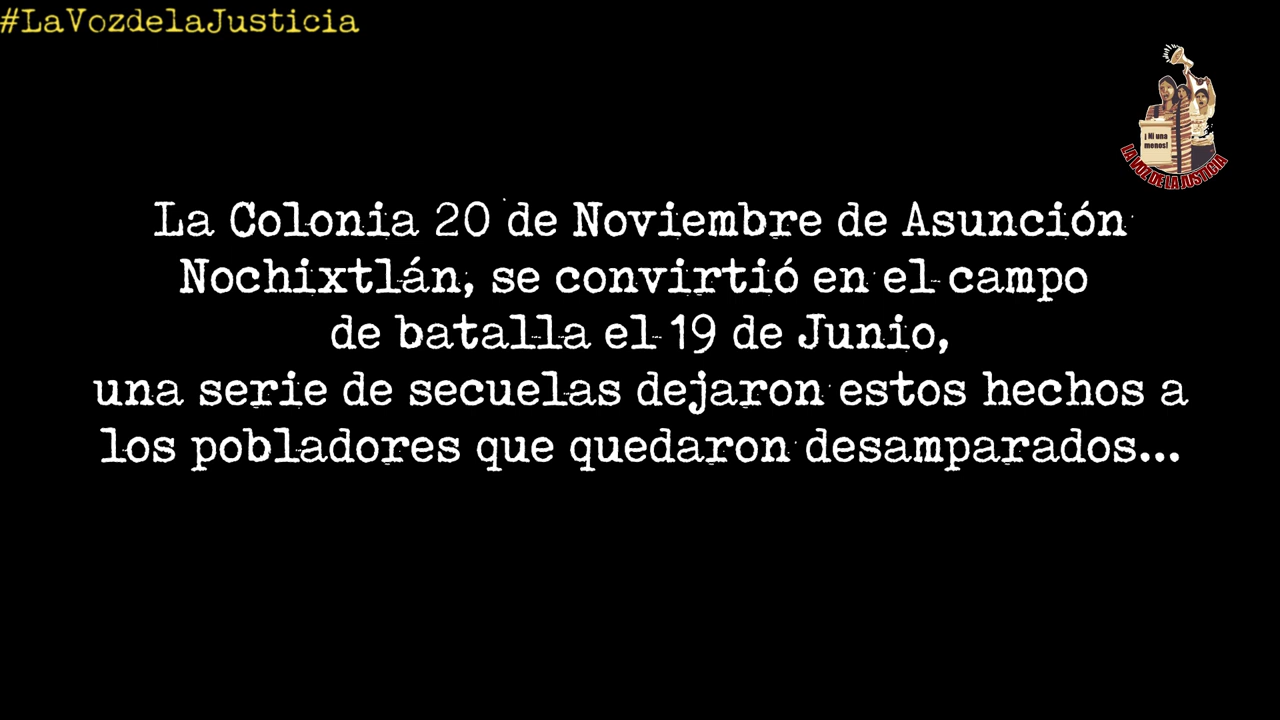 #LaVozdelaJusticia
¡Ni una
menos!
LA VOZ DE LA JUSTICIA
La Colonia 20 de Noviembre de Asunción
Nochixtlán, se convirtió en el campo
de batalla el 19 de Junio,
una serie de secuelas dejaron estos hechos a
los pobladores que quedaron desamparados...